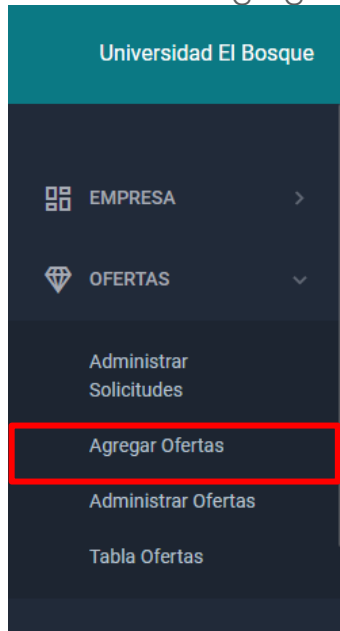 Universidad El Bosque
EMPRESA
OFERTAS
Administrar
Solicitudes
Agregar Ofertas
Administrar Ofertas
Tabla Ofertas